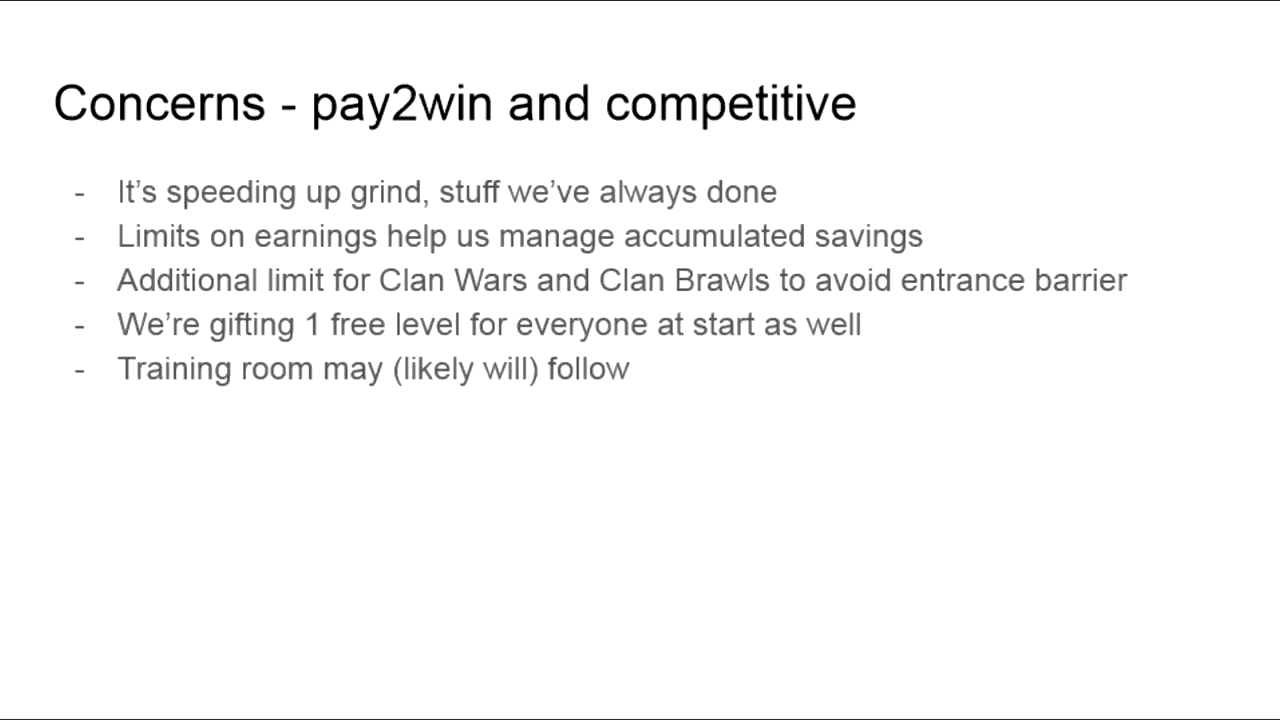 Concerns - pay2win and competitive
- It's speeding up grind, stuff we've always done
- Limits on earnings help us manage accumulated savings
- Additional limit for Clan Wars and Clan Brawls to avoid entrance barrier
- We're gifting 1 free level for everyone at start as well
- Training room may (likely will) follow